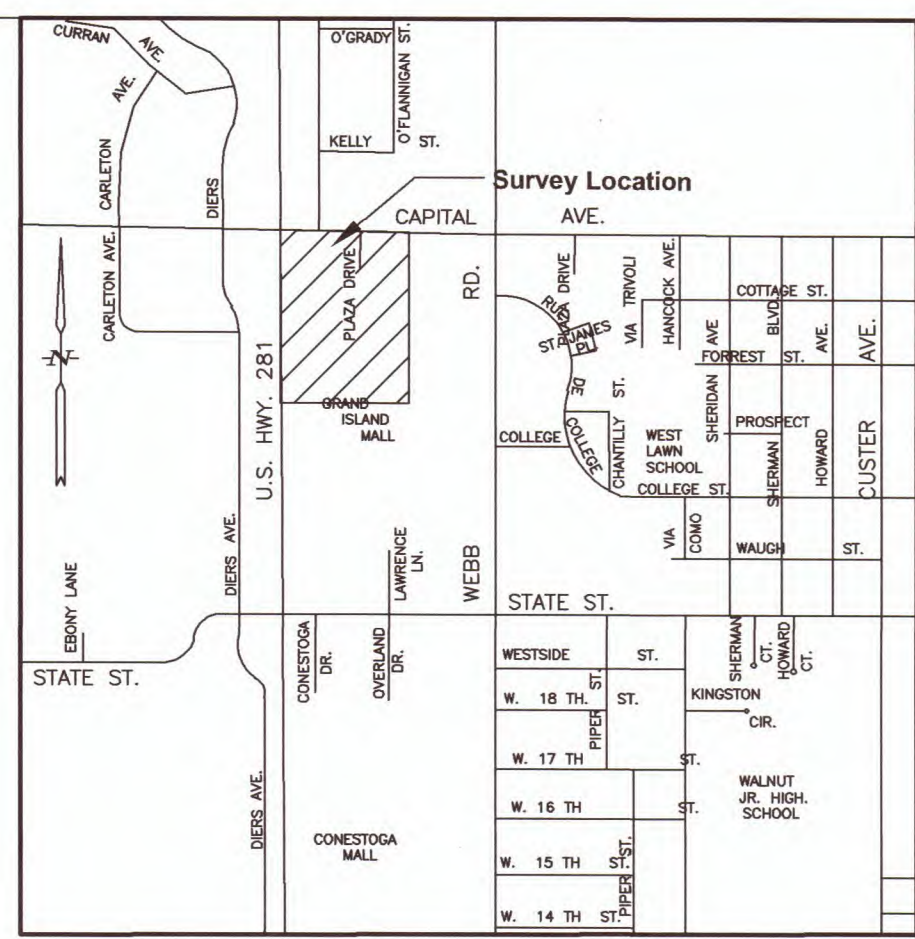 CURRAN
AVE.
AVE.
CARLETON
DIERS
O'GRADY ST.
O'FLANNIGAN
KELLY ST.
Survey Location
CAPITAL AVE.
CARLETON AVE.
PLAZA DRIVE
RD.
U.S. HWY. 281
N
GRAND
ISLAND
MALL
PLAZA DRIVE
RUE
ST. JAMES
PL.
DE
COLLEGE
VIA TRIVOLI
HANCOCK AVE.
COTTAGE ST.
BLVD.
AVE
AVE.
AVE.
FORREST ST.
SHERIDAN
PROSPECT
ST.
CHANTILLY
COLLEGE
WEST
LAWN
SCHOOL
SHERMAN
HOWARD
CUSTER
COLLEGE ST.
VIA
COMO
WAUGH ST.
EBONY LANE
DIERS AVE.
LAWRENCE
LN.
WEBB
STATE ST.
STATE ST.
CONESTOGA
DR.
OVERLAND
DR.
WESTSIDE ST.
SHERMAN
CT.
HOWARD
CT.
W. 18 TH. ST.
PIPER ST.
KINGSTON
CIR.
W. 17 TH ST.
DIERS AVE.
W. 16 TH ST.
WALNUT
JR. HIGH.
SCHOOL
CONESTOGA
MALL
W. 15 TH ST.
PIPER ST.
W. 14 TH ST.